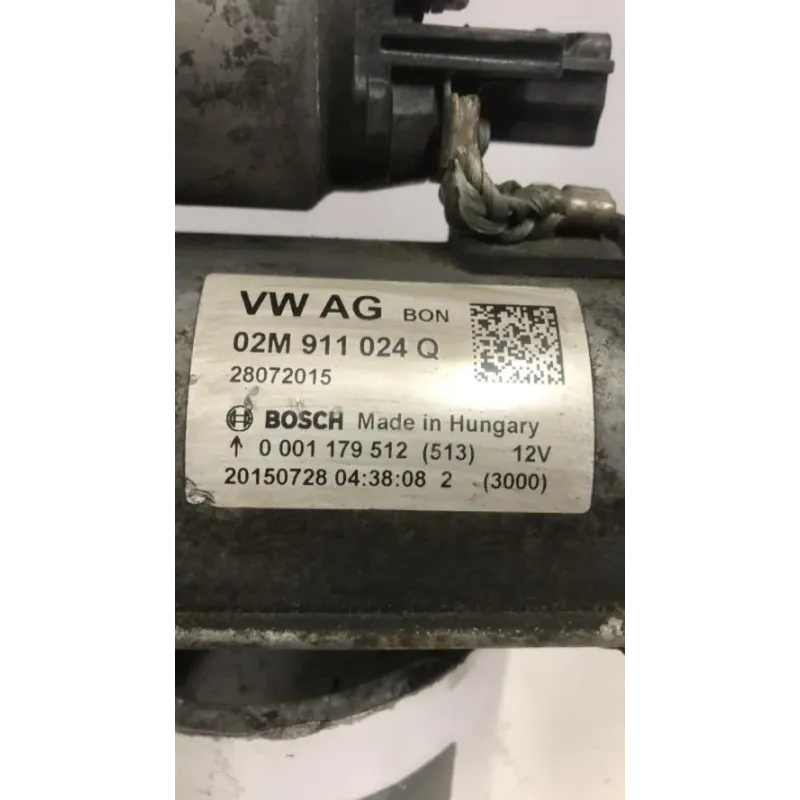 VW AG BON
02M 911 024 Q
28072015
BOSCH Made in Hungary
↑ 0 001 179 512 (513) 12V
20150728 04:38:08 2 (3000)